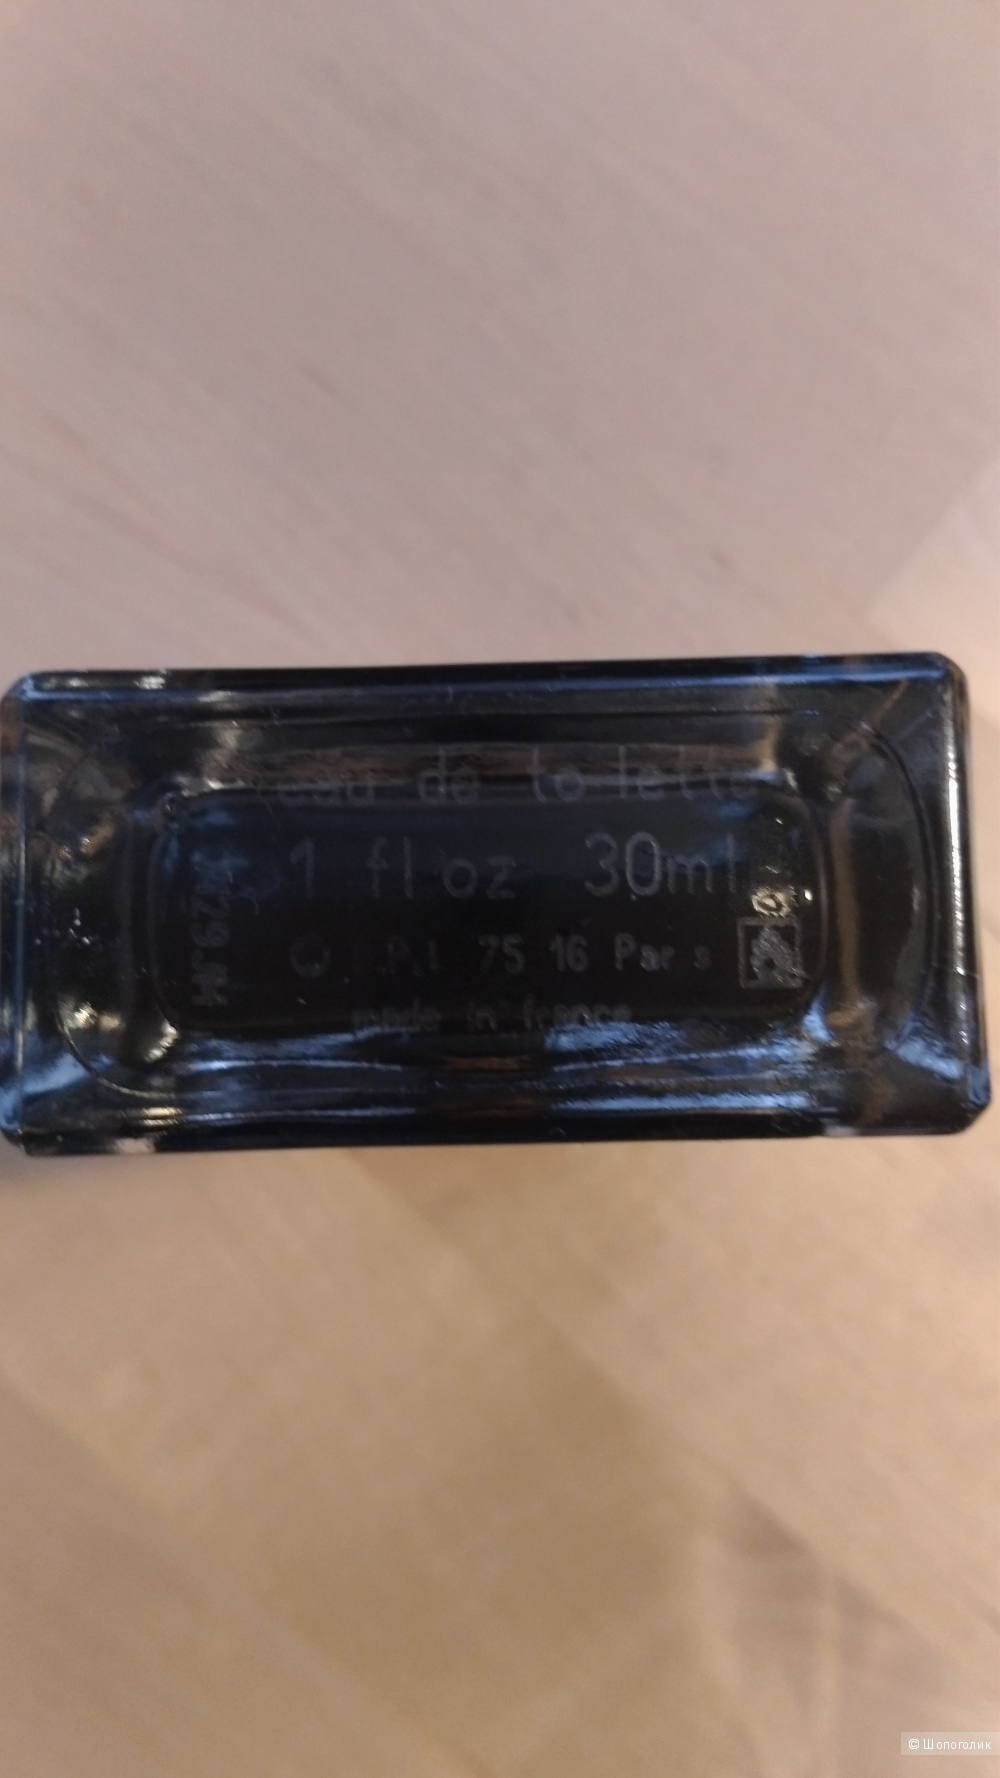 eau de toilette
1 fl oz 30ml
75 16 Paris
made in france
© Шопоголик